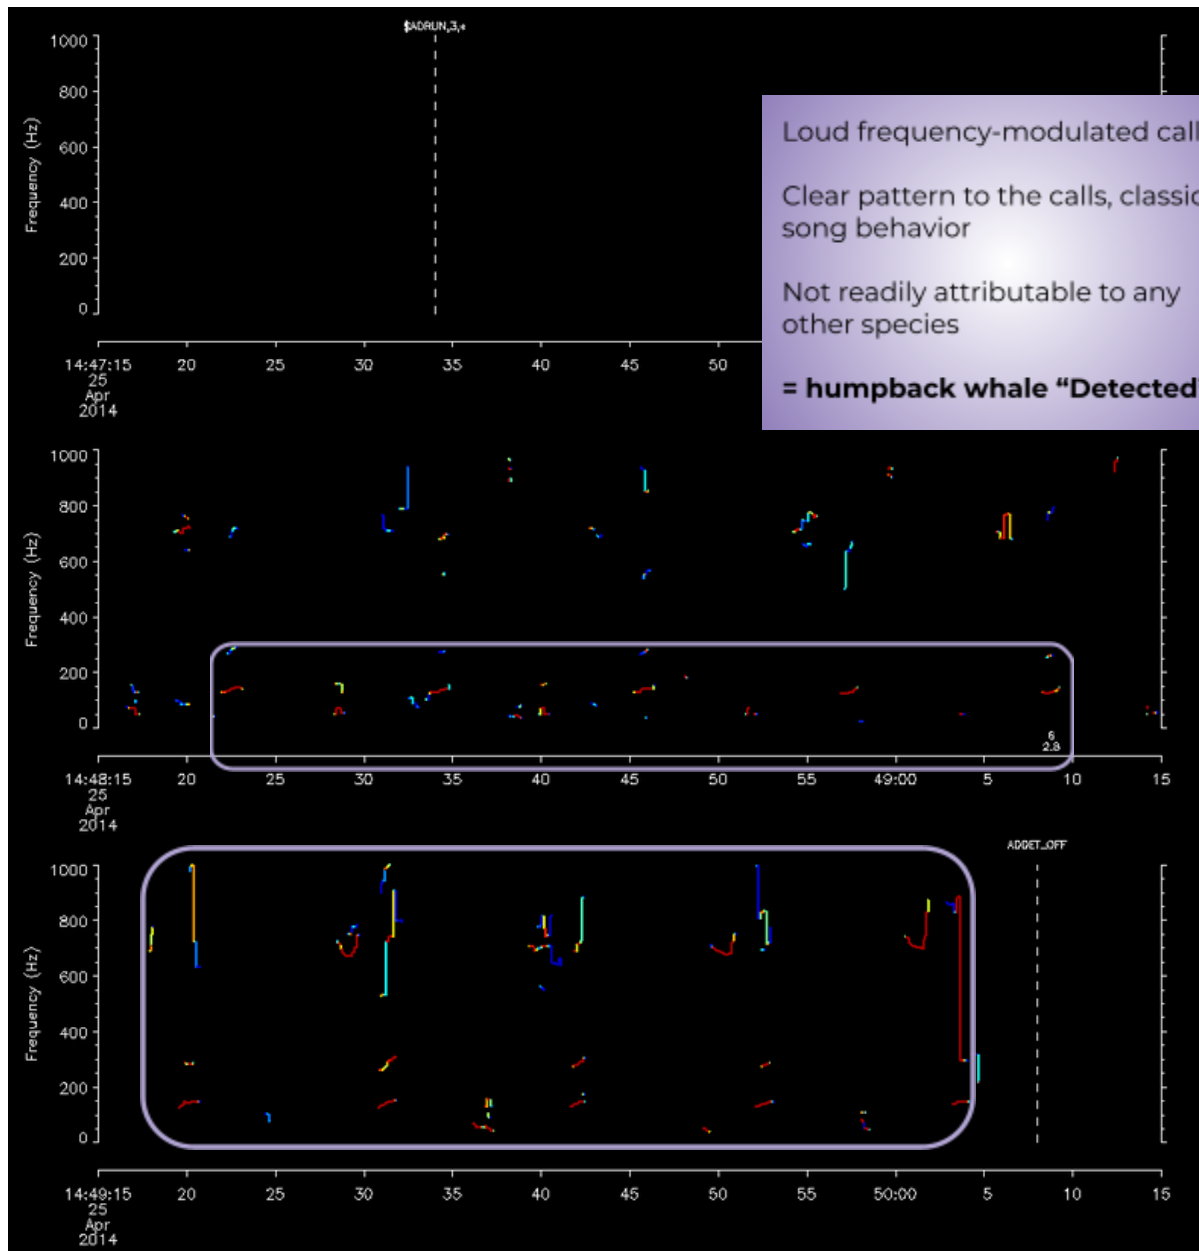 $ADRUN,3,*
1000
800
600
400
200
0
Frequency (Hz)
14:47:15 20 25 30 35 40 45 50
25
Apr
2014
Loud frequency-modulated call
Clear pattern to the calls, classic
song behavior
Not readily attributable to any
other species
= humpback whale “Detected”
1000
800
600
400
200
0
Frequency (Hz)
6
2.8
14:48:15 20 25 30 35 40 45 50 55 49:00 5 10 15
25
Apr
2014
ADDET_OFF
1000
800
600
400
200
0
Frequency (Hz)
14:49:15 20 25 30 35 40 45 50 55 50:00 5 10 15
25
Apr
2014